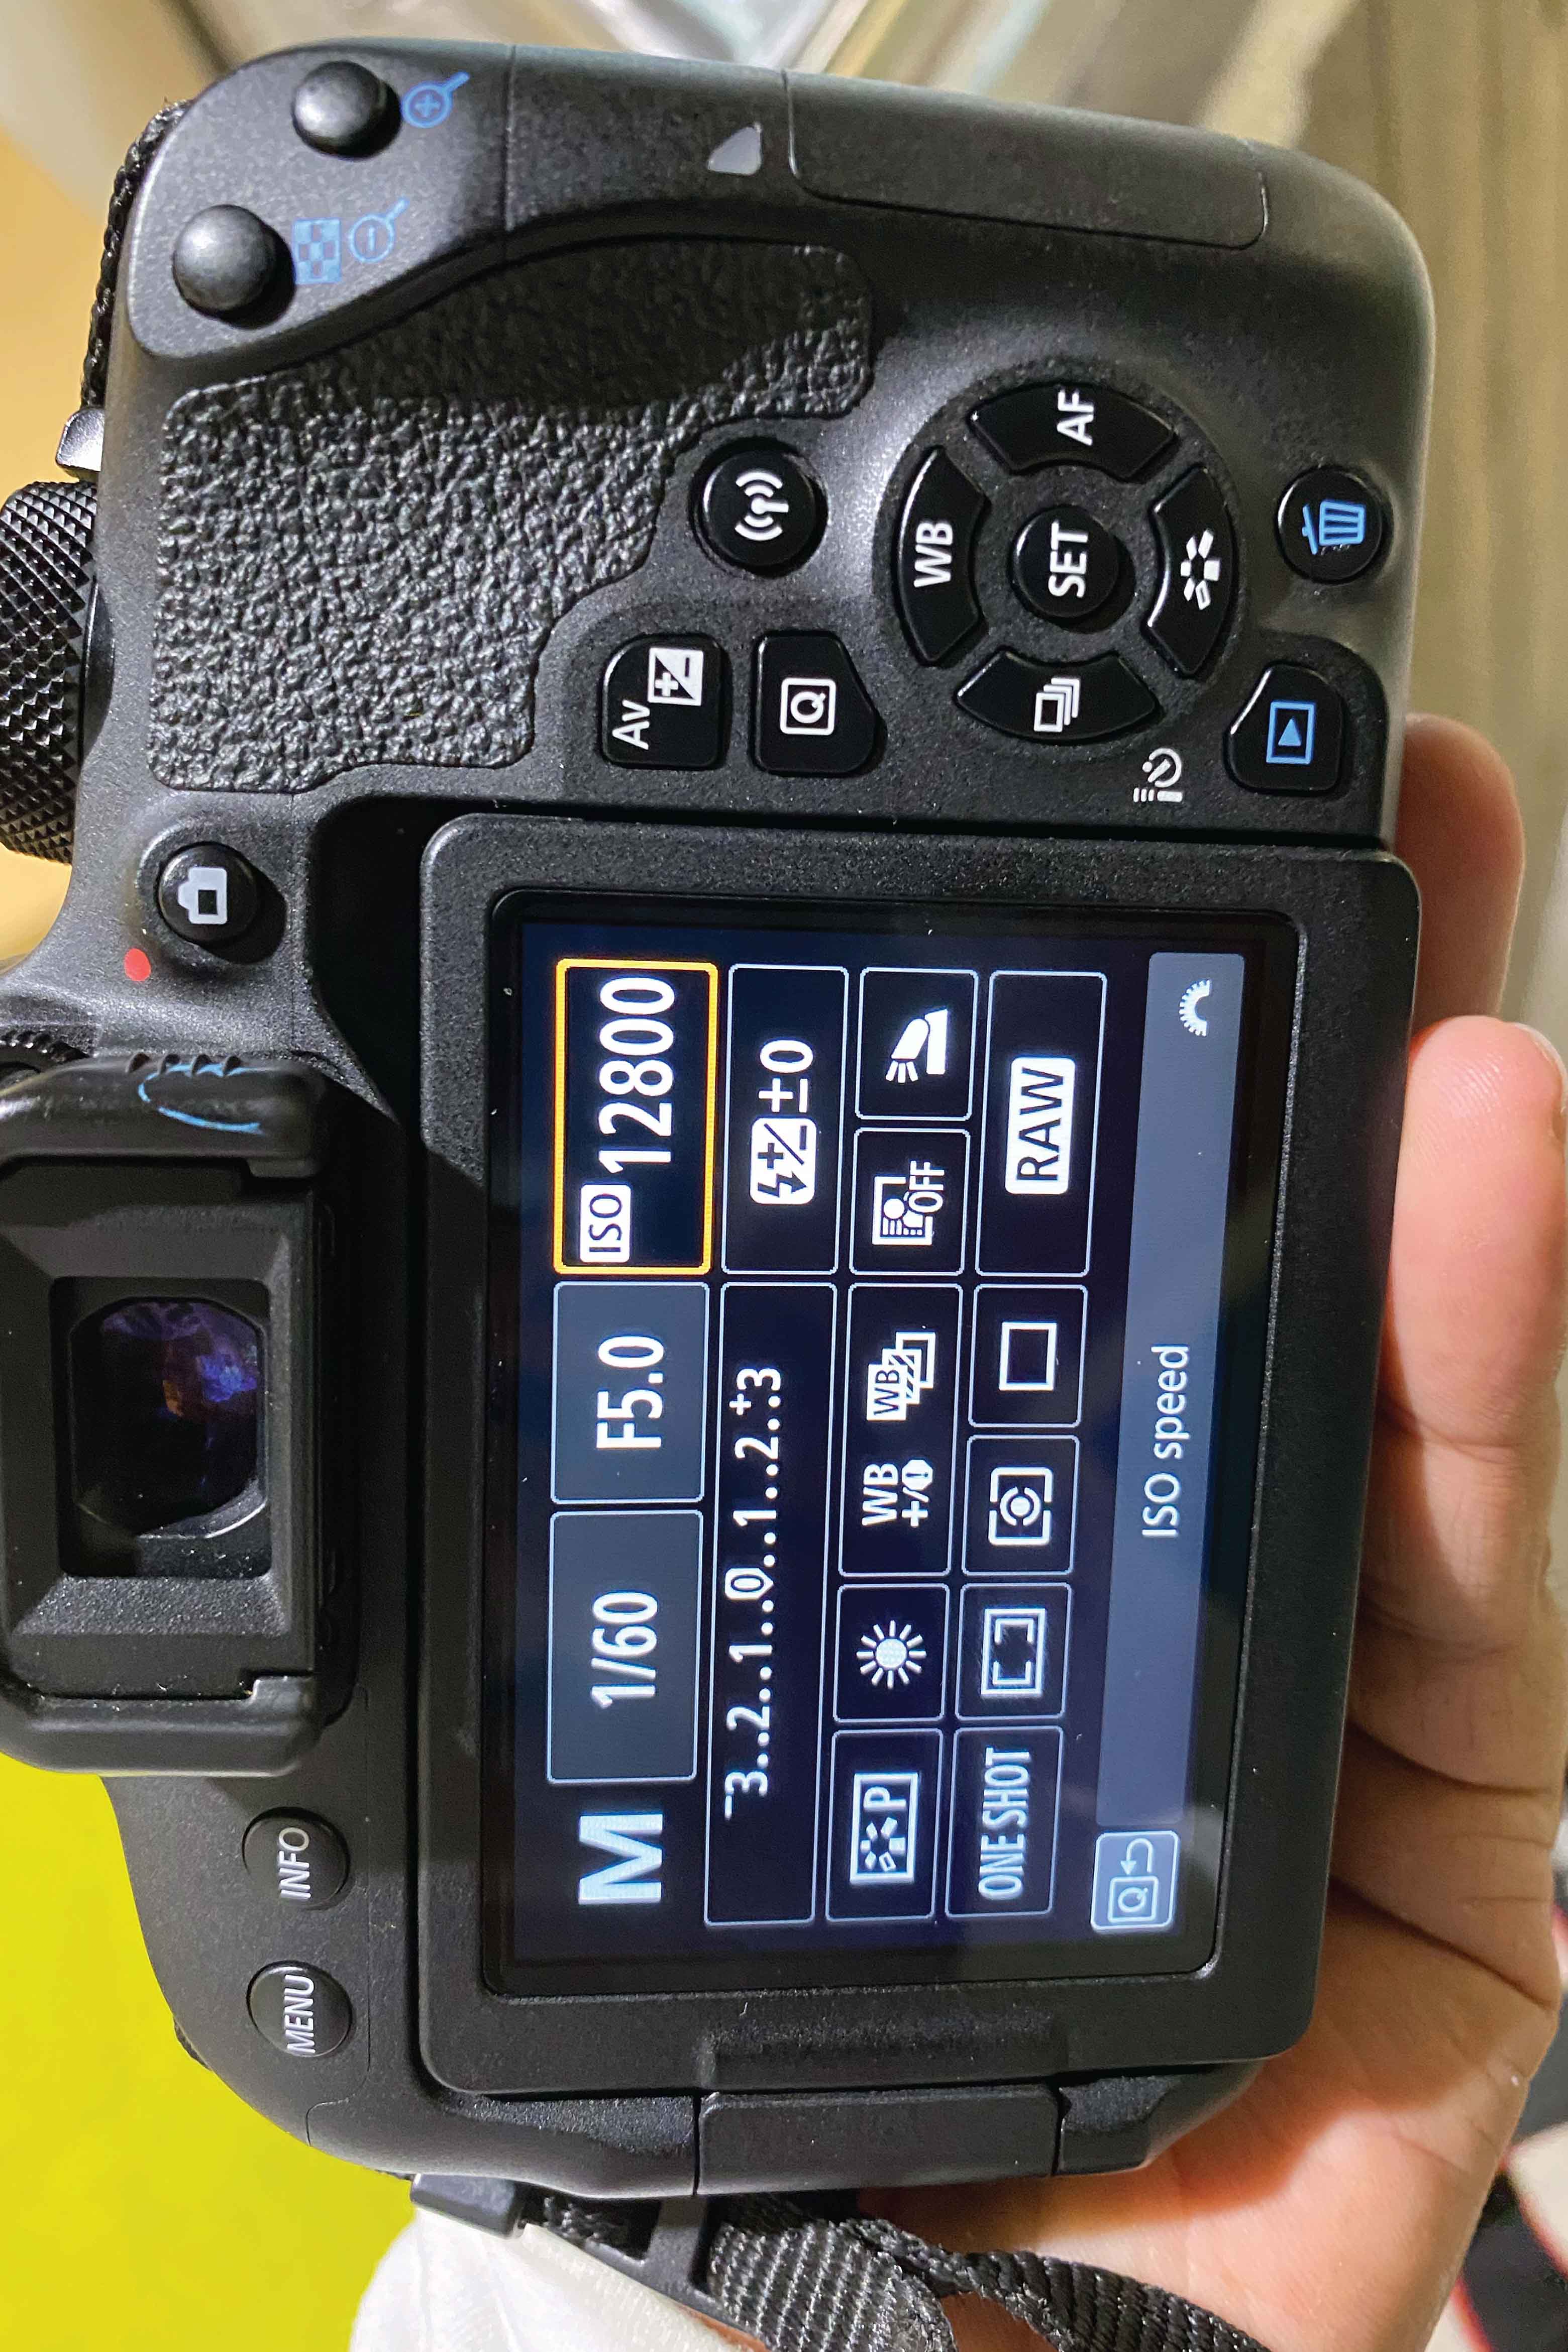 MENU
INFO
M
1/60
F5.0
ISO 12800
-3..2..1..0..1..2..+3
±0
P
WB
+/-
WB
OFF
ONE SHOT
RAW
Q
ISO speed
AV
Q
WB
AF
SET